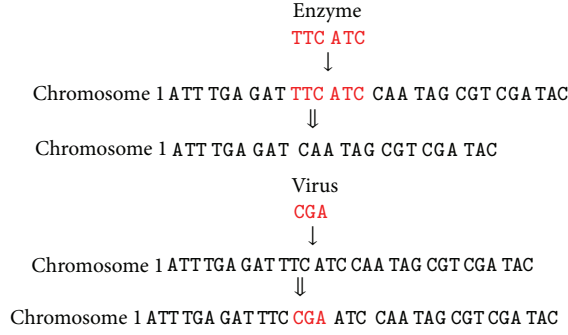 Enzyme
TTC ATC
↓
Chromosome 1 ATT TGA GAT TTC ATC CAA TAG CGT CGA TAC
⇓
Chromosome 1 ATT TGA GAT CAA TAG CGT CGA TAC
Virus
CGA
↓
Chromosome 1 ATT TGA GAT TTC ATC CAA TAG CGT CGA TAC
⇓
Chromosome 1 ATT TGA GAT TTC CGA ATC CAA TAG CGT CGA TAC